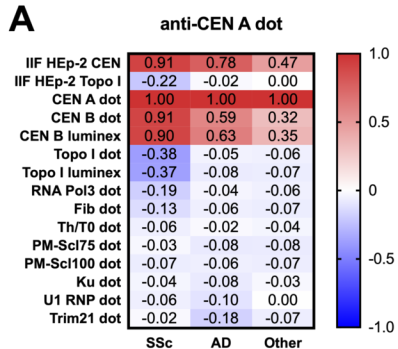 A
anti-CEN A dot
IIF HEp-2 CEN 0.91 0.78 0.47 1.0
IIF HEp-2 Topo I -0.22 -0.02 0.00
CEN A dot 1.00 1.00 1.00
CEN B dot 0.91 0.59 0.32 0.5
CEN B luminex 0.90 0.63 0.35
Topo I dot -0.38 -0.05 -0.06
Topo I luminex -0.37 -0.08 -0.07
RNA Pol3 dot -0.19 -0.04 -0.06 0
Fib dot -0.13 -0.06 -0.07
Th/T0 dot -0.06 -0.02 -0.04
PM-Scl75 dot -0.03 -0.08 -0.08
PM-Scl100 dot -0.07 -0.06 -0.07 -0.5
Ku dot -0.04 -0.08 -0.03
U1 RNP dot -0.06 -0.10 0.00
Trim21 dot -0.02 -0.18 -0.07 -1.0
SSc AD Other